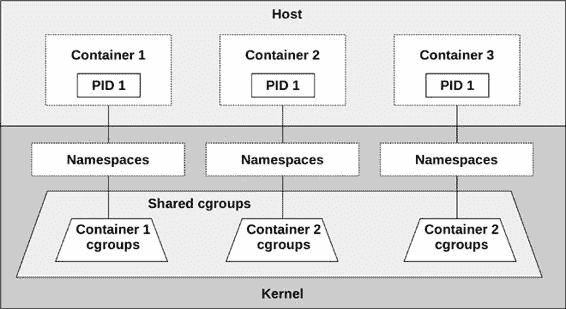 Host
Container 1
Container 2
Container 3
PID 1
PID 1
PID 1
Namespaces
Namespaces
Namespaces
Shared cgroups
Container 1
cgroups
Container 2
cgroups
Container 2
cgroups
Kernel